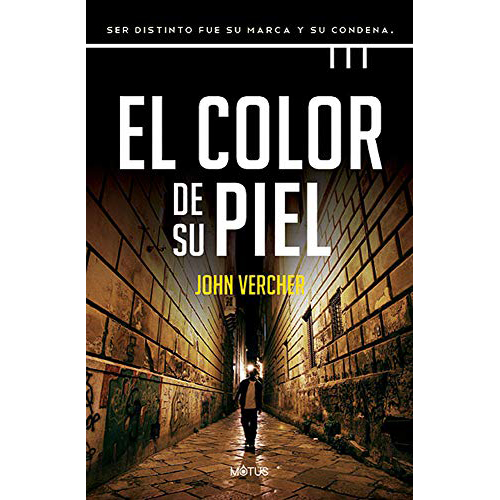 SER DISTINTO FUE SU MARCA Y SU CONDENA.
EL COLOR
DE SU PIEL
JOHN VERCHER
MOTUS